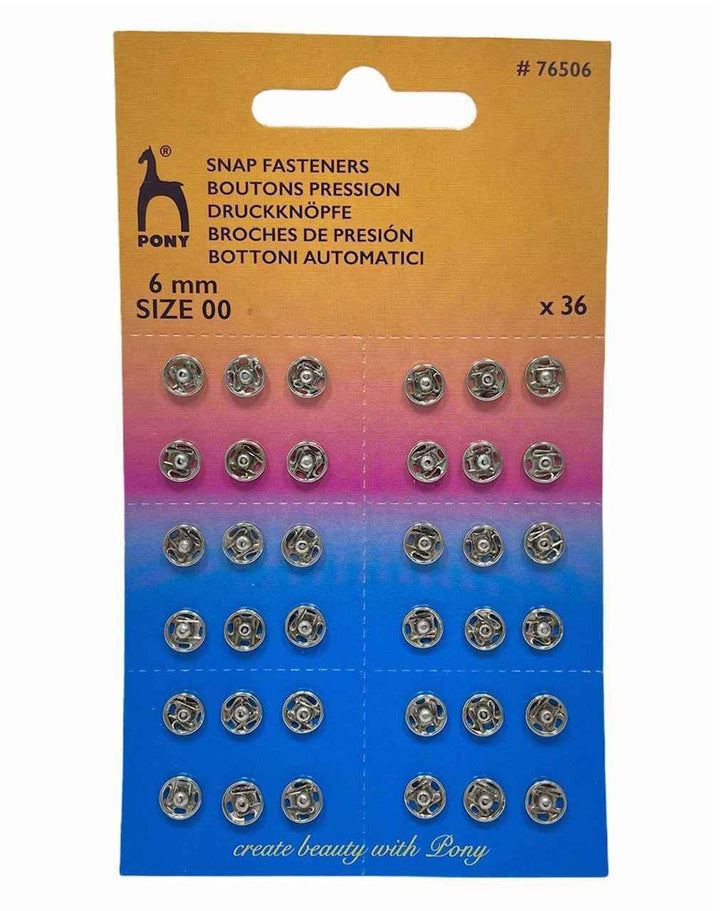 # 76506
®
PONY
SNAP FASTENERS
BOUTONS PRESSION
DRUCKKNÖPFE
BROCHES DE PRESIÓN
BOTTONI AUTOMATICI
6 mm
SIZE 00
x 36
create beauty with Pony